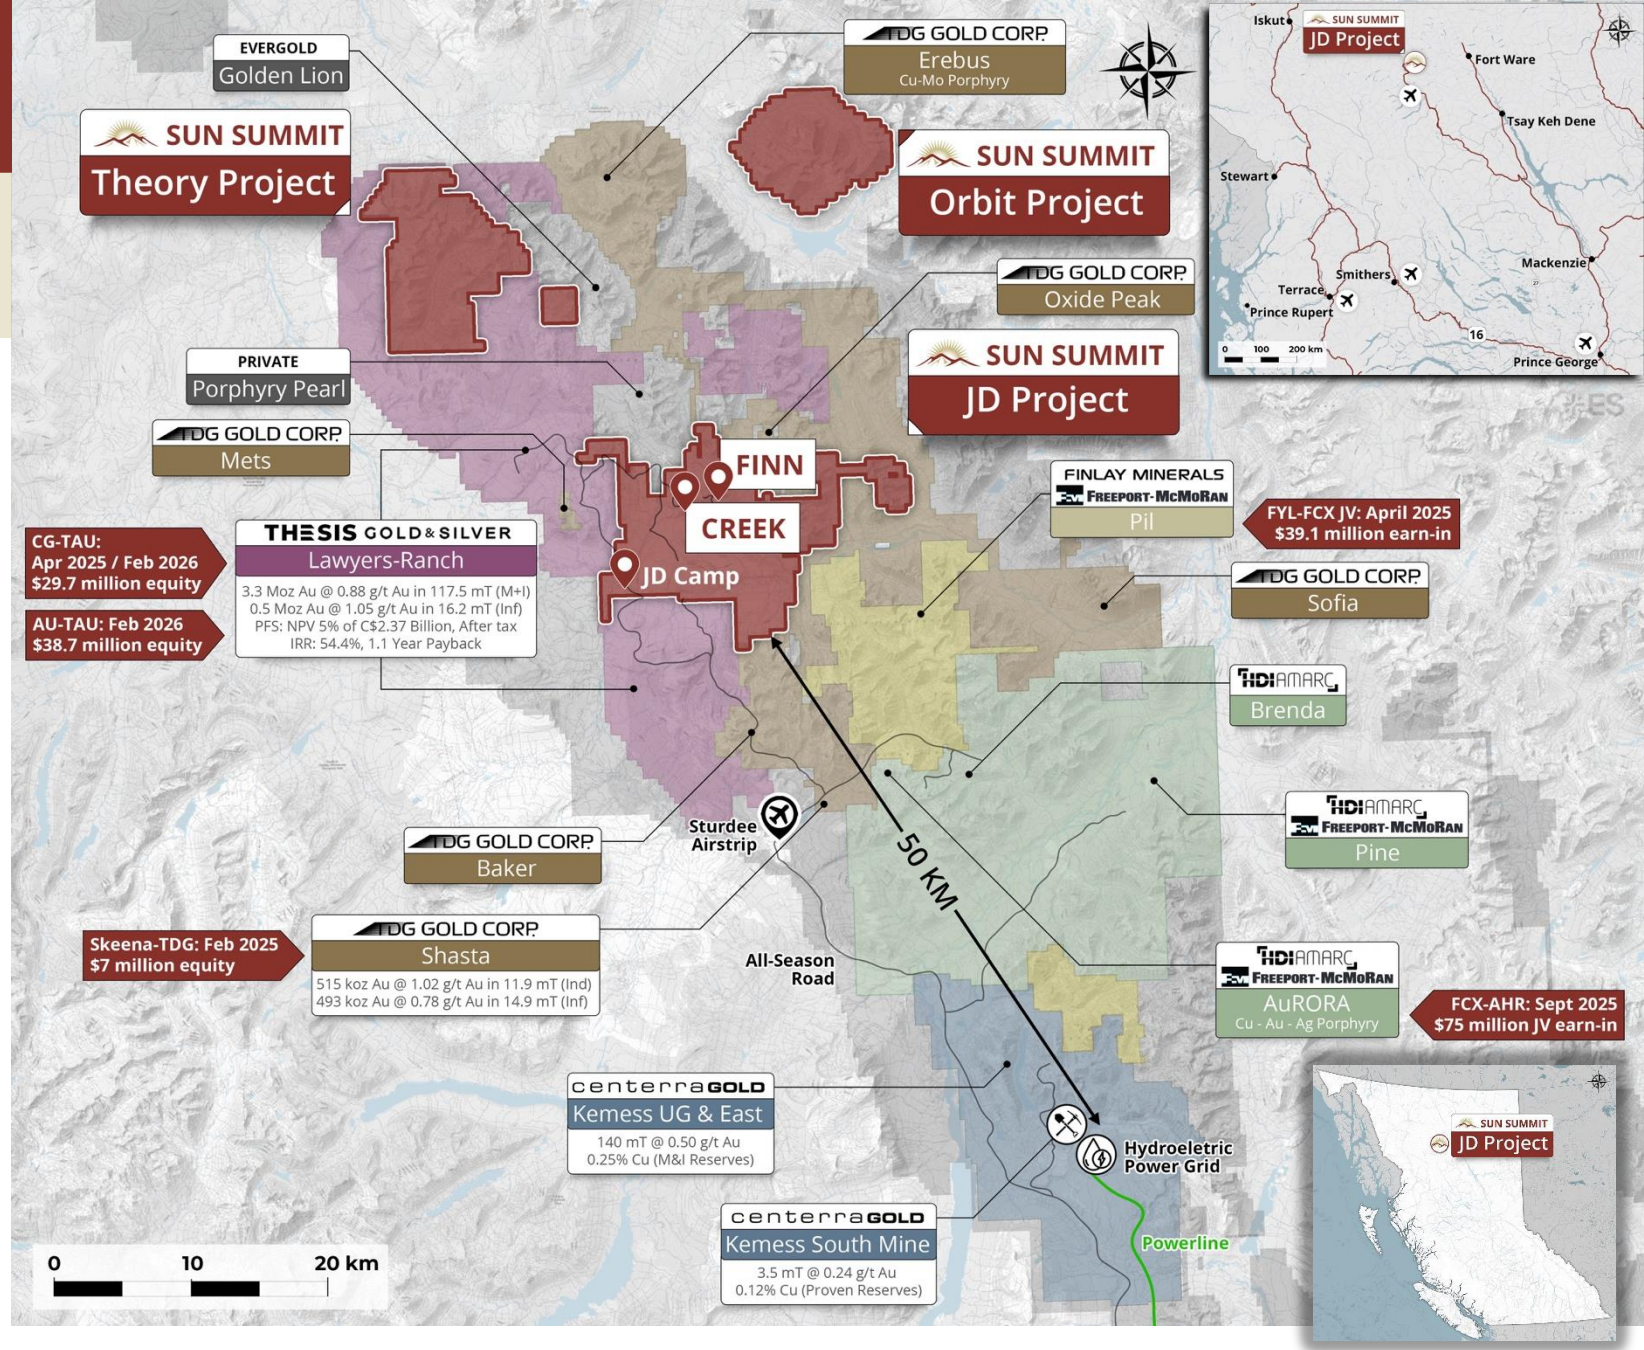 EVERGOLD
Golden Lion
TDG GOLD CORP.
Erebus
Cu-Mo Porphyry
SUN SUMMIT
Theory Project
SUN SUMMIT
Orbit Project
TDG GOLD CORP.
Oxide Peak
SUN SUMMIT
JD Project
PRIVATE
Porphyry Pearl
TDG GOLD CORP.
Mets
FINN
CREEK
JD Camp
FINLAY MINERALS
FCX FREEPORT-McMoRAN
Pil
FYL-FCX JV: April 2025
$39.1 million earn-in
CG-TAU:
Apr 2025 / Feb 2026
$29.7 million equity
AU-TAU: Feb 2026
$38.7 million equity
THESIS GOLD & SILVER
Lawyers-Ranch
3.3 Moz Au @ 0.88 g/t Au in 117.5 mT (M+I)
0.5 Moz Au @ 1.05 g/t Au in 16.2 mT (Inf)
PFS: NPV 5% of C$2.37 Billion, After tax
IRR: 54.4%, 1.1 Year Payback
TDG GOLD CORP.
Sofia
HDI AMARC
Brenda
HDI AMARC
FCX FREEPORT-McMoRAN
Pine
Sturdee
Airstrip
TDG GOLD CORP.
Baker
50 KM
Skeena-TDG: Feb 2025
$7 million equity
TDG GOLD CORP.
Shasta
515 koz Au @ 1.02 g/t Au in 11.9 mT (Ind)
493 koz Au @ 0.78 g/t Au in 14.9 mT (Inf)
All-Season
Road
HDI AMARC
FCX FREEPORT-McMoRAN
AuRORA
Cu - Au - Ag Porphyry
FCX-AHR: Sept 2025
$75 million JV earn-in
centerra GOLD
Kemess UG & East
140 mT @ 0.50 g/t Au
0.25% Cu (M&I Reserves)
Hydroeletric
Power Grid
centerra GOLD
Kemess South Mine
3.5 mT @ 0.24 g/t Au
0.12% Cu (Proven Reserves)
Powerline
0 10 20 km
Iskut
SUN SUMMIT
JD Project
Fort Ware
Tsay Keh Dene
Stewart
Mackenzie
Smithers
Terrace
27
Prince Rupert
16
0 100 200 km
Prince George
ES
SUN SUMMIT
JD Project